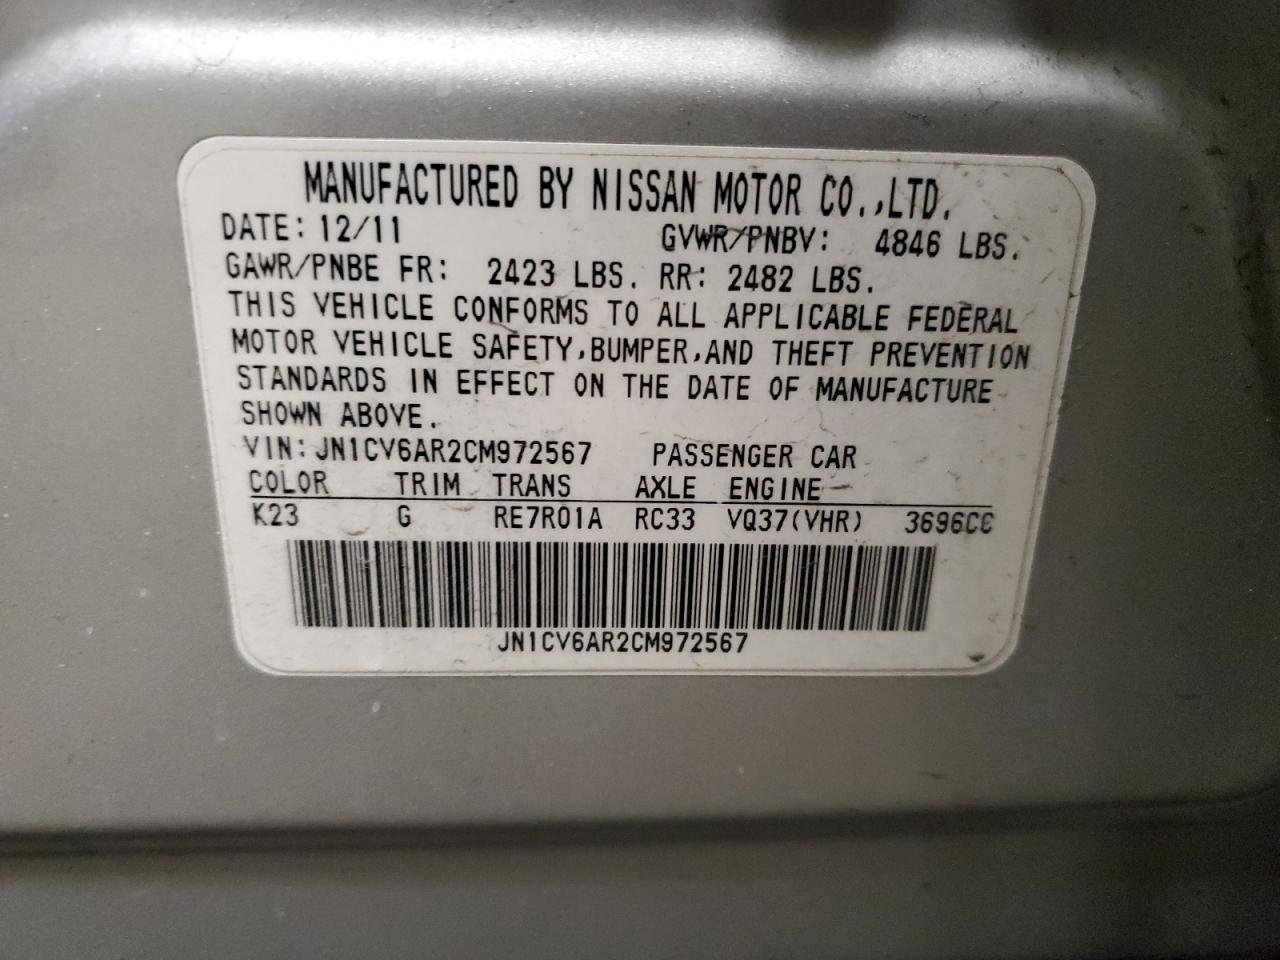 MANUFACTURED BY NISSAN MOTOR CO.,LTD.
DATE: 12/11 GVWR/PNBV: 4846 LBS.
GAWR/PNBE FR: 2423 LBS. RR: 2482 LBS.
THIS VEHICLE CONFORMS TO ALL APPLICABLE FEDERAL
MOTOR VEHICLE SAFETY,BUMPER,AND THEFT PREVENTION
STANDARDS IN EFFECT ON THE DATE OF MANUFACTURE
SHOWN ABOVE.
VIN: JN1CV6AR2CM972567 PASSENGER CAR
COLOR TRIM TRANS AXLE ENGINE
K23 G RE7R01A RC33 VQ37(VHR) 3696CC
JN1CV6AR2CM972567